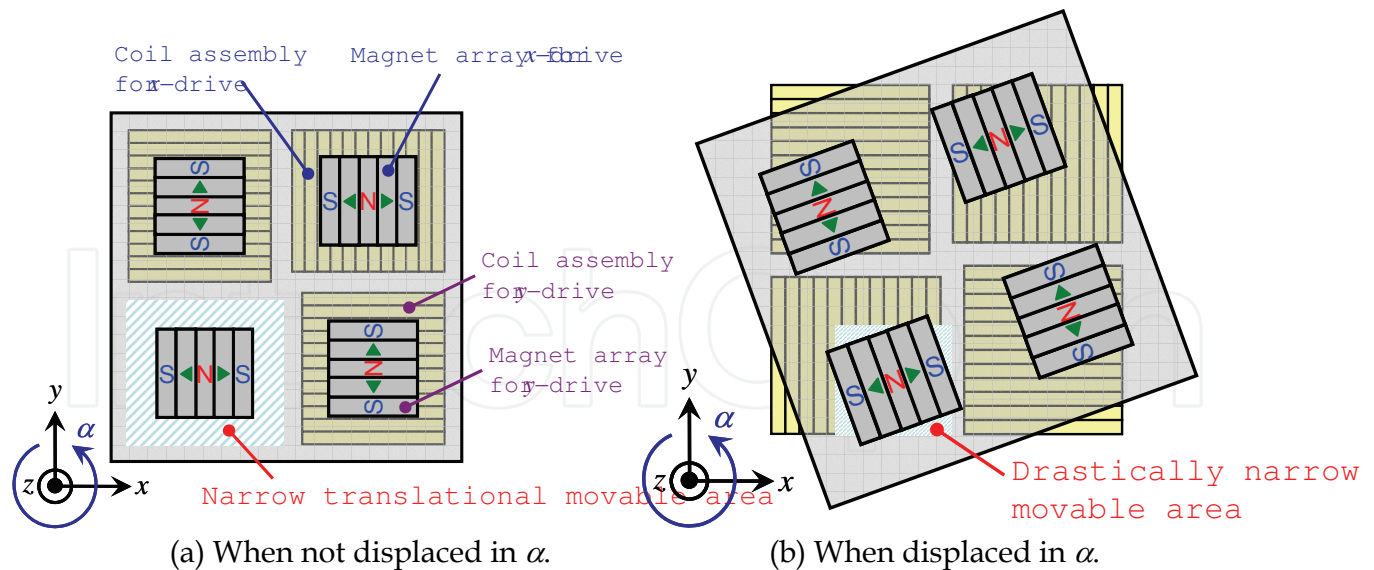 Coil assembly
for x-drive
Magnet array for x-drive
S
N
S
S
N
S
Coil assembly
for y-drive
S
N
S
Magnet array
for y-drive
S
N
S
y
α
z
x
Narrow translational movable area
(a) When not displaced in α.
S
N
S
S
N
S
S
N
S
S
N
S
y
α
z
x
Drastically narrow
movable area
(b) When displaced in α.